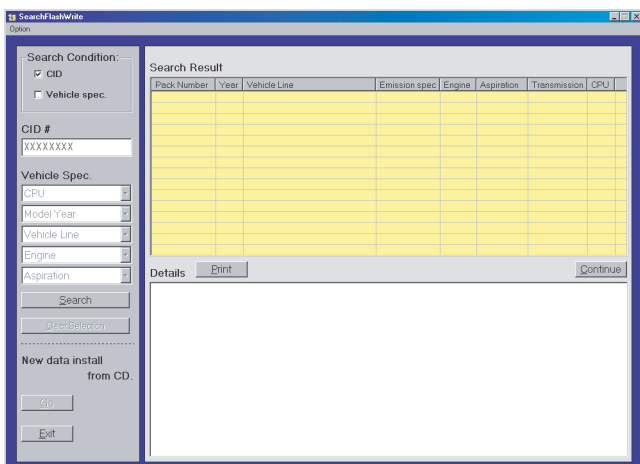 SearchFlashWrite
Option
Search Condition:
CID
Vehicle spec.
CID #
XXXXXXXX
Vehicle Spec.
CPU
Model Year
Vehicle Line
Engine
Aspiration
Search
ClearSelection
New data install
from CD.
Go
Exit
Search Result
Pack Number Year Vehicle Line Emission spec Engine Aspiration Transmission CPU
Details Print Continue